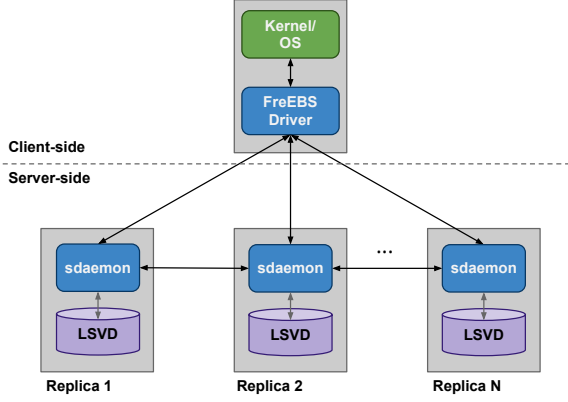 Kernel/
OS
FreEBS
Driver
Client-side
Server-side
...
sdaemon
sdaemon
sdaemon
LSVD
LSVD
LSVD
Replica 1
Replica 2
Replica N